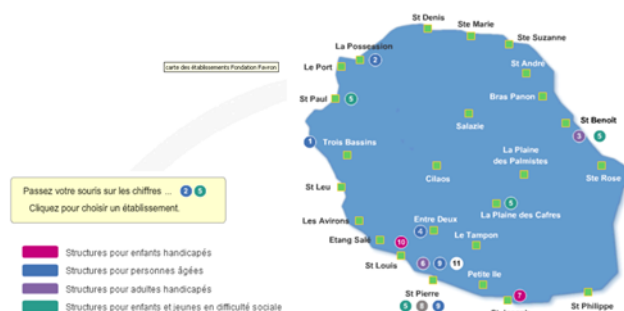 St Denis
Ste Marie
Ste Suzanne
La Possession
2
carte des établissements Fondation Favron
Le Port
St André
St Paul
5
Bras Panon
St Benoit
3
5
Salazie
1
Trois Bassins
La Plaine
des Palmistes
Cilaos
Ste Rose
Passez votre souris sur les chiffres ... 2 5
Cliquez pour choisir un établissement.
St Leu
5
La Plaine des Cafres
Les Avirons
Entre Deux
4
Etang Salé
10
Le Tampon
Structures pour enfants handicapés
St Louis
6
9
11
Structures pour personnes âgées
Petite Ile
Structures pour adultes handicapés
St Pierre
7
St Philippe
5
8
9
Structures pour enfants et jeunes en difficulté sociale